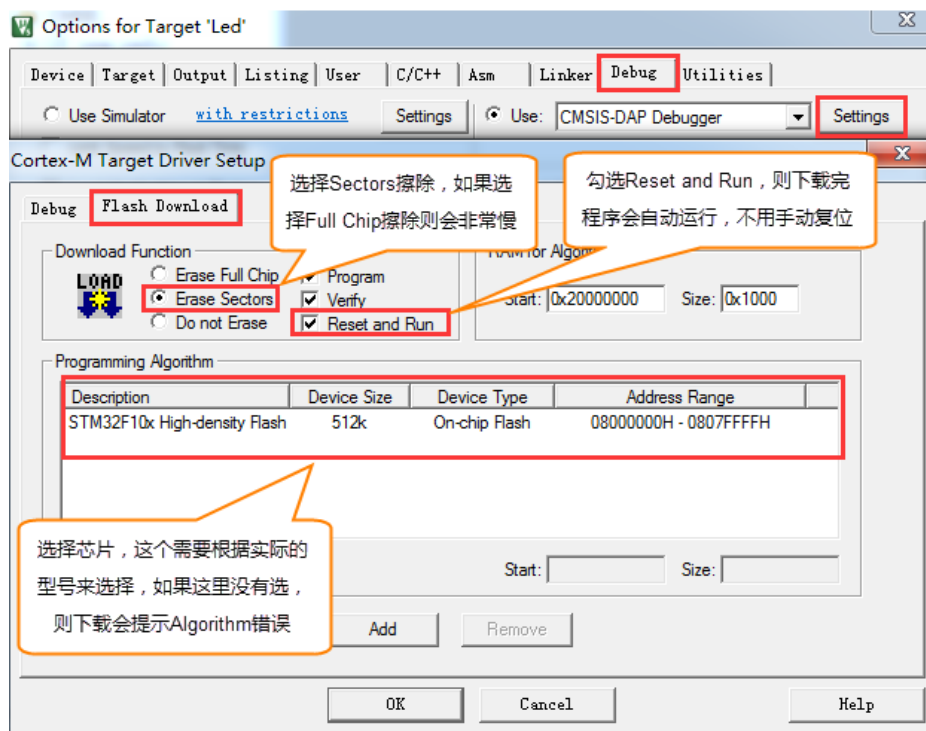 Options for Target 'Led'
Device Target Output Listing User C/C++ Asm Linker Debug Utilities
Use Simulator with restrictions Settings Use: CMSIS-DAP Debugger Settings
Cortex-M Target Driver Setup
选择Sectors擦除，如果选
择Full Chip擦除则会非常慢
勾选Reset and Run，则下载完
程序会自动运行，不用手动复位
Debug Flash Download
Download Function
LOAD
Erase Full Chip
Erase Sectors
Do not Erase
Program
Verify
Reset and Run
RAM for
Start: 0x20000000 Size: 0x1000
Programming Algorithm
Description Device Size Device Type Address Range
STM32F10x High-density Flash 512k On-chip Flash 08000000H - 0807FFFFH
选择芯片，这个需要根据实际的
型号来选择，如果这里没有选，
则下载会提示Algorithm错误
Start: Size:
Add Remove
OK Cancel Help